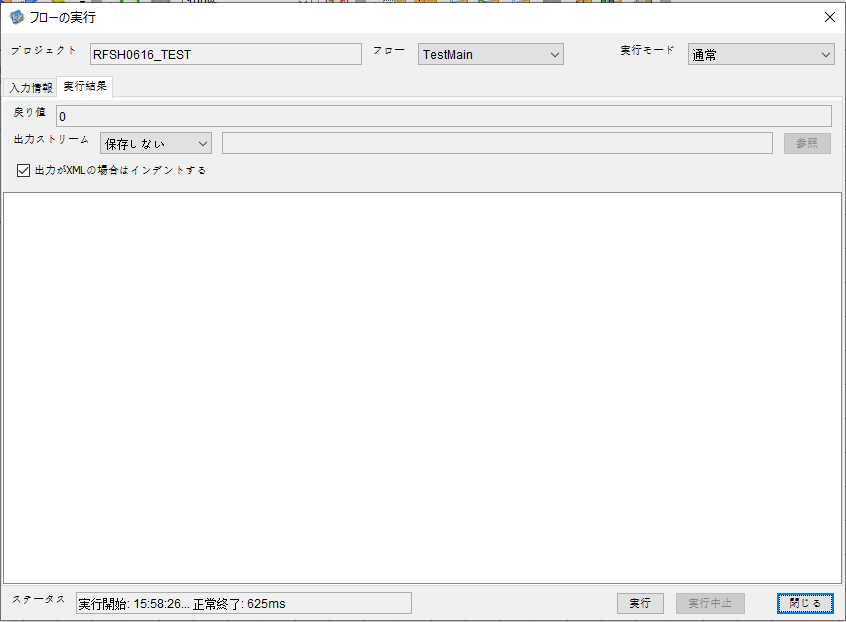 フローの実行
プロジェクト RFSH0616_TEST フロー TestMain 実行モード 通常
入力情報 実行結果
戻り値 0
出力ストリーム 保存しない 参照
出力がXMLの場合はインデントする
ステータス 実行開始: 15:58:26... 正常終了: 625ms 実行 実行中止 閉じる